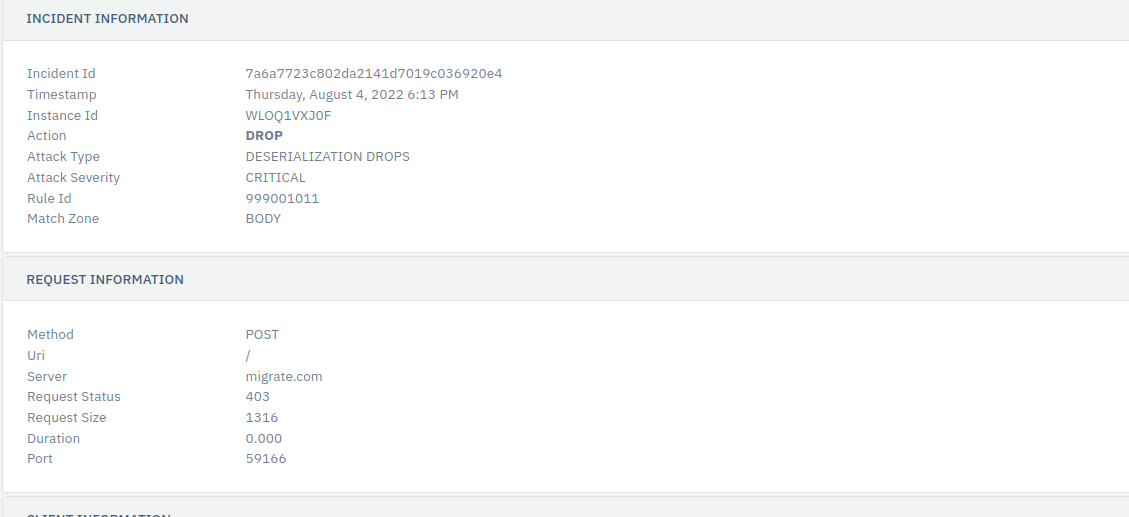 INCIDENT INFORMATION
Incident Id 7a6a7723c802da2141d7019c036920e4
Timestamp Thursday, August 4, 2022 6:13 PM
Instance Id WLOQ1VXJ0F
Action DROP
Attack Type DESERIALIZATION DROPS
Attack Severity CRITICAL
Rule Id 999001011
Match Zone BODY
REQUEST INFORMATION
Method POST
Uri /
Server migrate.com
Request Status 403
Request Size 1316
Duration 0.000
Port 59166
CLIENT INFORMATION